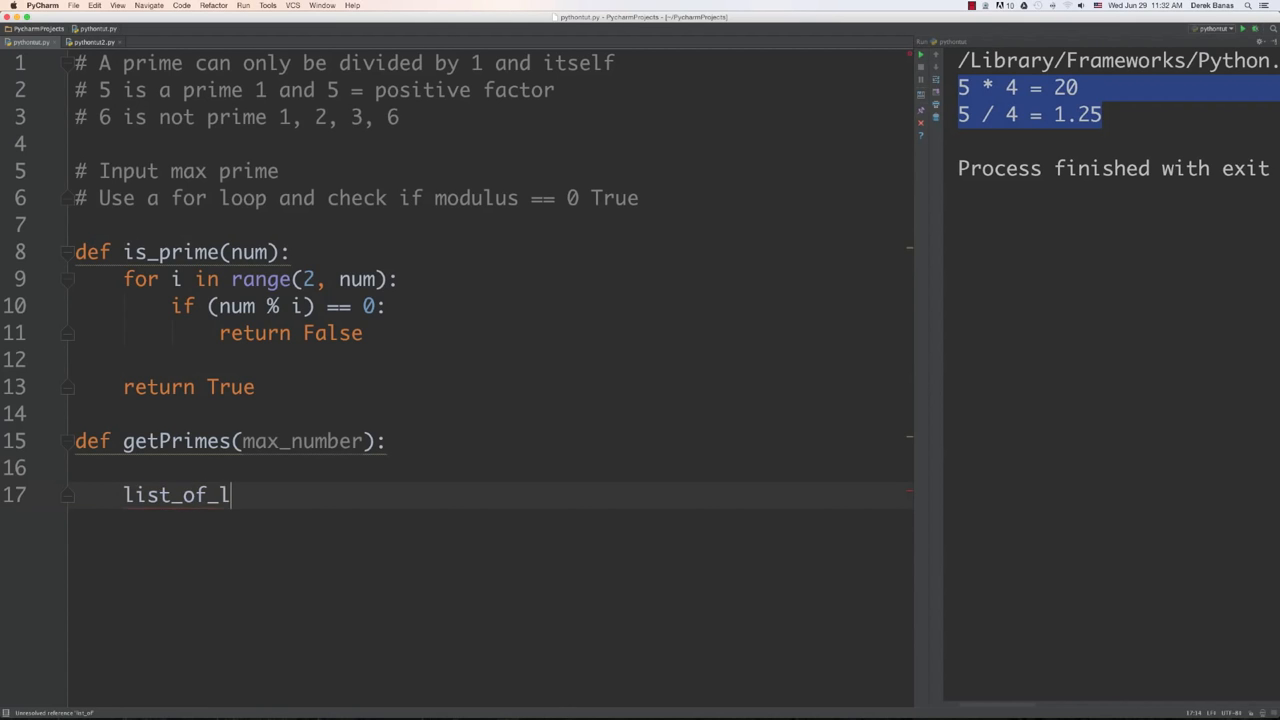 PyCharm File Edit View Navigate Code Refactor Run Tools VCS Window Help
10 Wed Jun 29 11:32 AM Derek Banas
pythontut.py - PycharmProjects - [~/PycharmProjects]
PycharmProjects pythontut.py pythontut
pythontut.py pythontut2.py Run pythontut
1 # A prime can only be divided by 1 and itself
2 # 5 is a prime 1 and 5 = positive factor
3 # 6 is not prime 1, 2, 3, 6
4
5 # Input max prime
6 # Use a for loop and check if modulus == 0 True
7
8 def is_prime(num):
9 for i in range(2, num):
10 if (num % i) == 0:
11 return False
12
13 return True
14
15 def getPrimes(max_number):
16
17 list_of_l
/Library/Frameworks/Python.
5 * 4 = 20
5 / 4 = 1.25
Process finished with exit
Unresolved reference 'list_of' 17:14 LF UTF-8